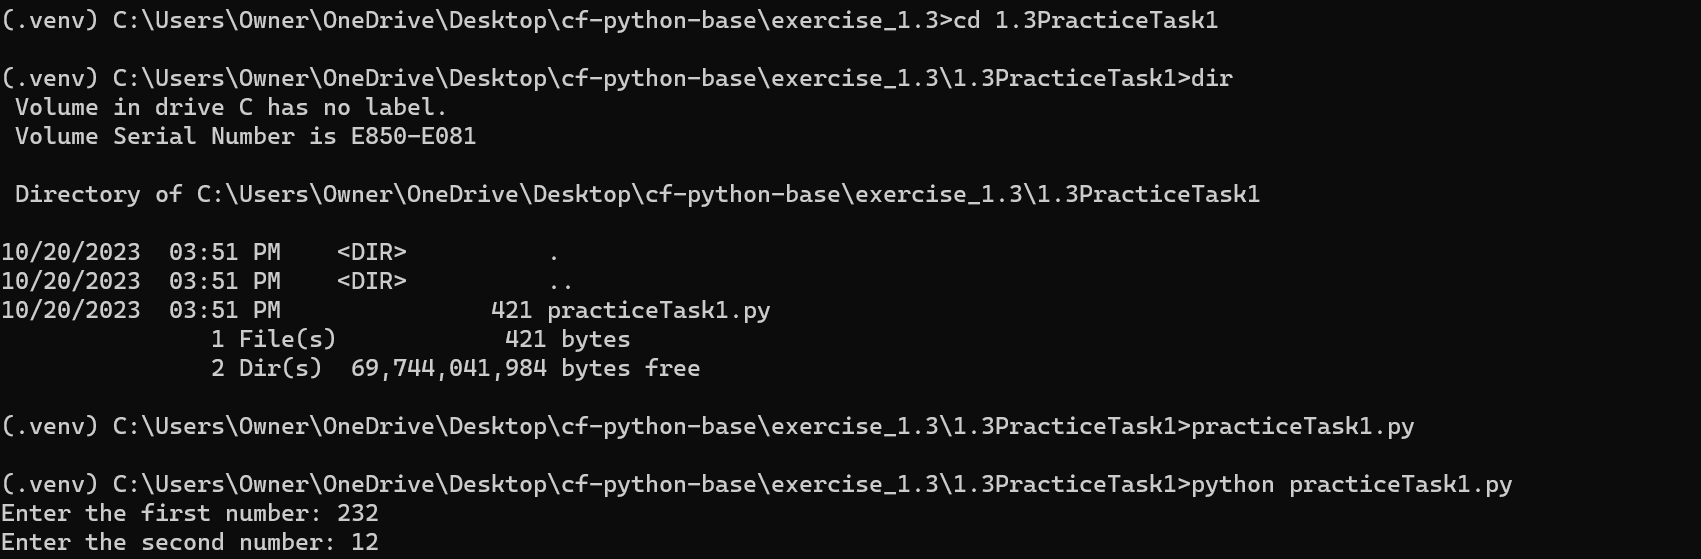 (.venv) C:\Users\Owner\OneDrive\Desktop\cf-python-base\exercise_1.3>cd 1.3PracticeTask1
(.venv) C:\Users\Owner\OneDrive\Desktop\cf-python-base\exercise_1.3\1.3PracticeTask1>dir
 Volume in drive C has no label.
 Volume Serial Number is E850-E081
 Directory of C:\Users\Owner\OneDrive\Desktop\cf-python-base\exercise_1.3\1.3PracticeTask1
10/20/2023  03:51 PM    <DIR>          .
10/20/2023  03:51 PM    <DIR>          ..
10/20/2023  03:51 PM               421 practiceTask1.py
               1 File(s)            421 bytes
               2 Dir(s)  69,744,041,984 bytes free
(.venv) C:\Users\Owner\OneDrive\Desktop\cf-python-base\exercise_1.3\1.3PracticeTask1>practiceTask1.py
(.venv) C:\Users\Owner\OneDrive\Desktop\cf-python-base\exercise_1.3\1.3PracticeTask1>python practiceTask1.py
Enter the first number: 232
Enter the second number: 12